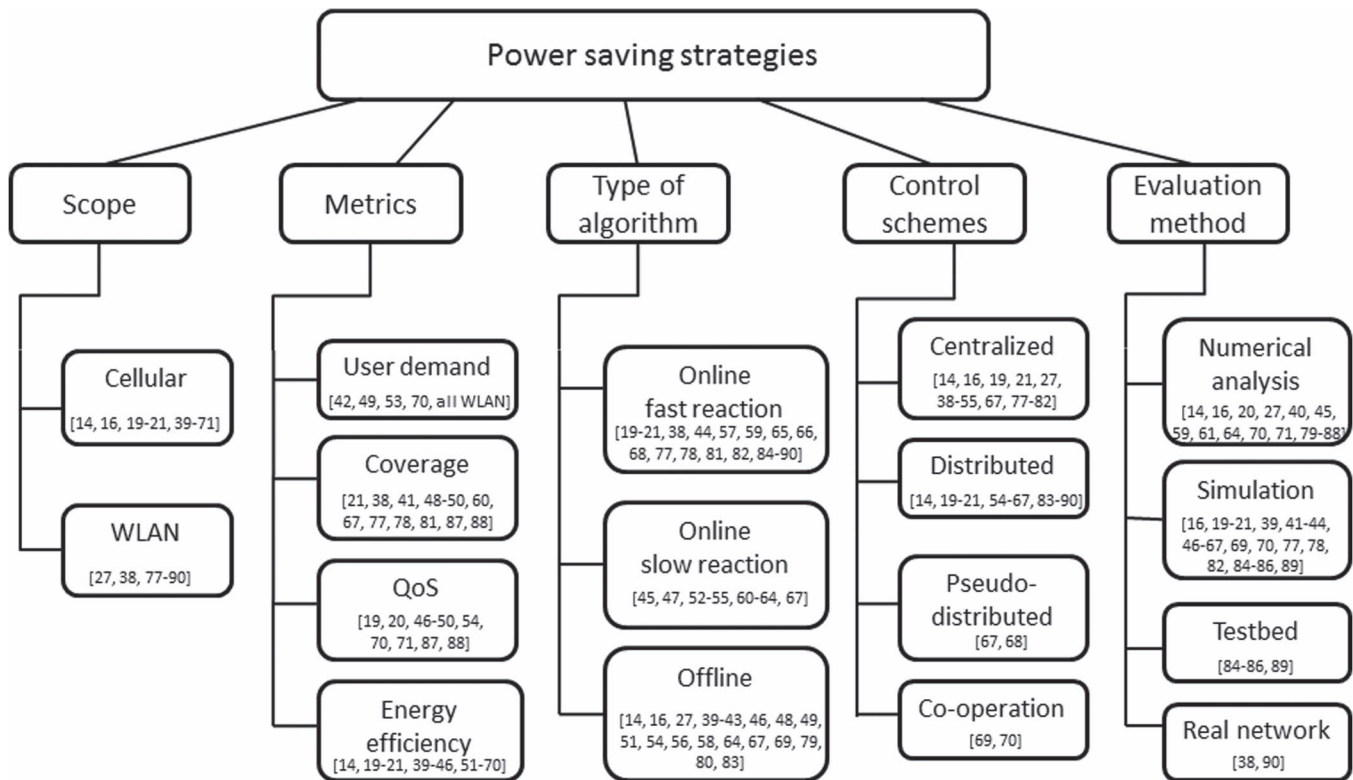 Power saving strategies
Scope
Metrics
Type of
algorithm
Control
schemes
Evaluation
method
Cellular
[14, 16, 19-21, 39-71]
WLAN
[27, 38, 77-90]
User demand
[42, 49, 53, 70, all WLAN]
Coverage
[21, 38, 41, 48-50, 60,
67, 77, 78, 81, 87, 88]
QoS
[19, 20, 46-50, 54,
70, 71, 87, 88]
Energy
efficiency
[14, 19-21, 39-46, 51-70]
Online
fast reaction
[19-21, 38, 44, 57, 59, 65, 66,
68, 77, 78, 81, 82, 84-90]
Online
slow reaction
[45, 47, 52-55, 60-64, 67]
Offline
[14, 16, 27, 39-43, 46, 48, 49,
51, 54, 56, 58, 64, 67, 69, 79,
80, 83]
Centralized
[14, 16, 19, 21, 27,
38-55, 67, 77-82]
Distributed
[14, 19-21, 54-67, 83-90]
Pseudo-
distributed
[67, 68]
Co-operation
[69, 70]
Numerical
analysis
[14, 16, 20, 27, 40, 45,
59, 61, 64, 70, 71, 79-88]
Simulation
[16, 19-21, 39, 41-44,
46-67, 69, 70, 77, 78,
82, 84-86, 89]
Testbed
[84-86, 89]
Real network
[38, 90]